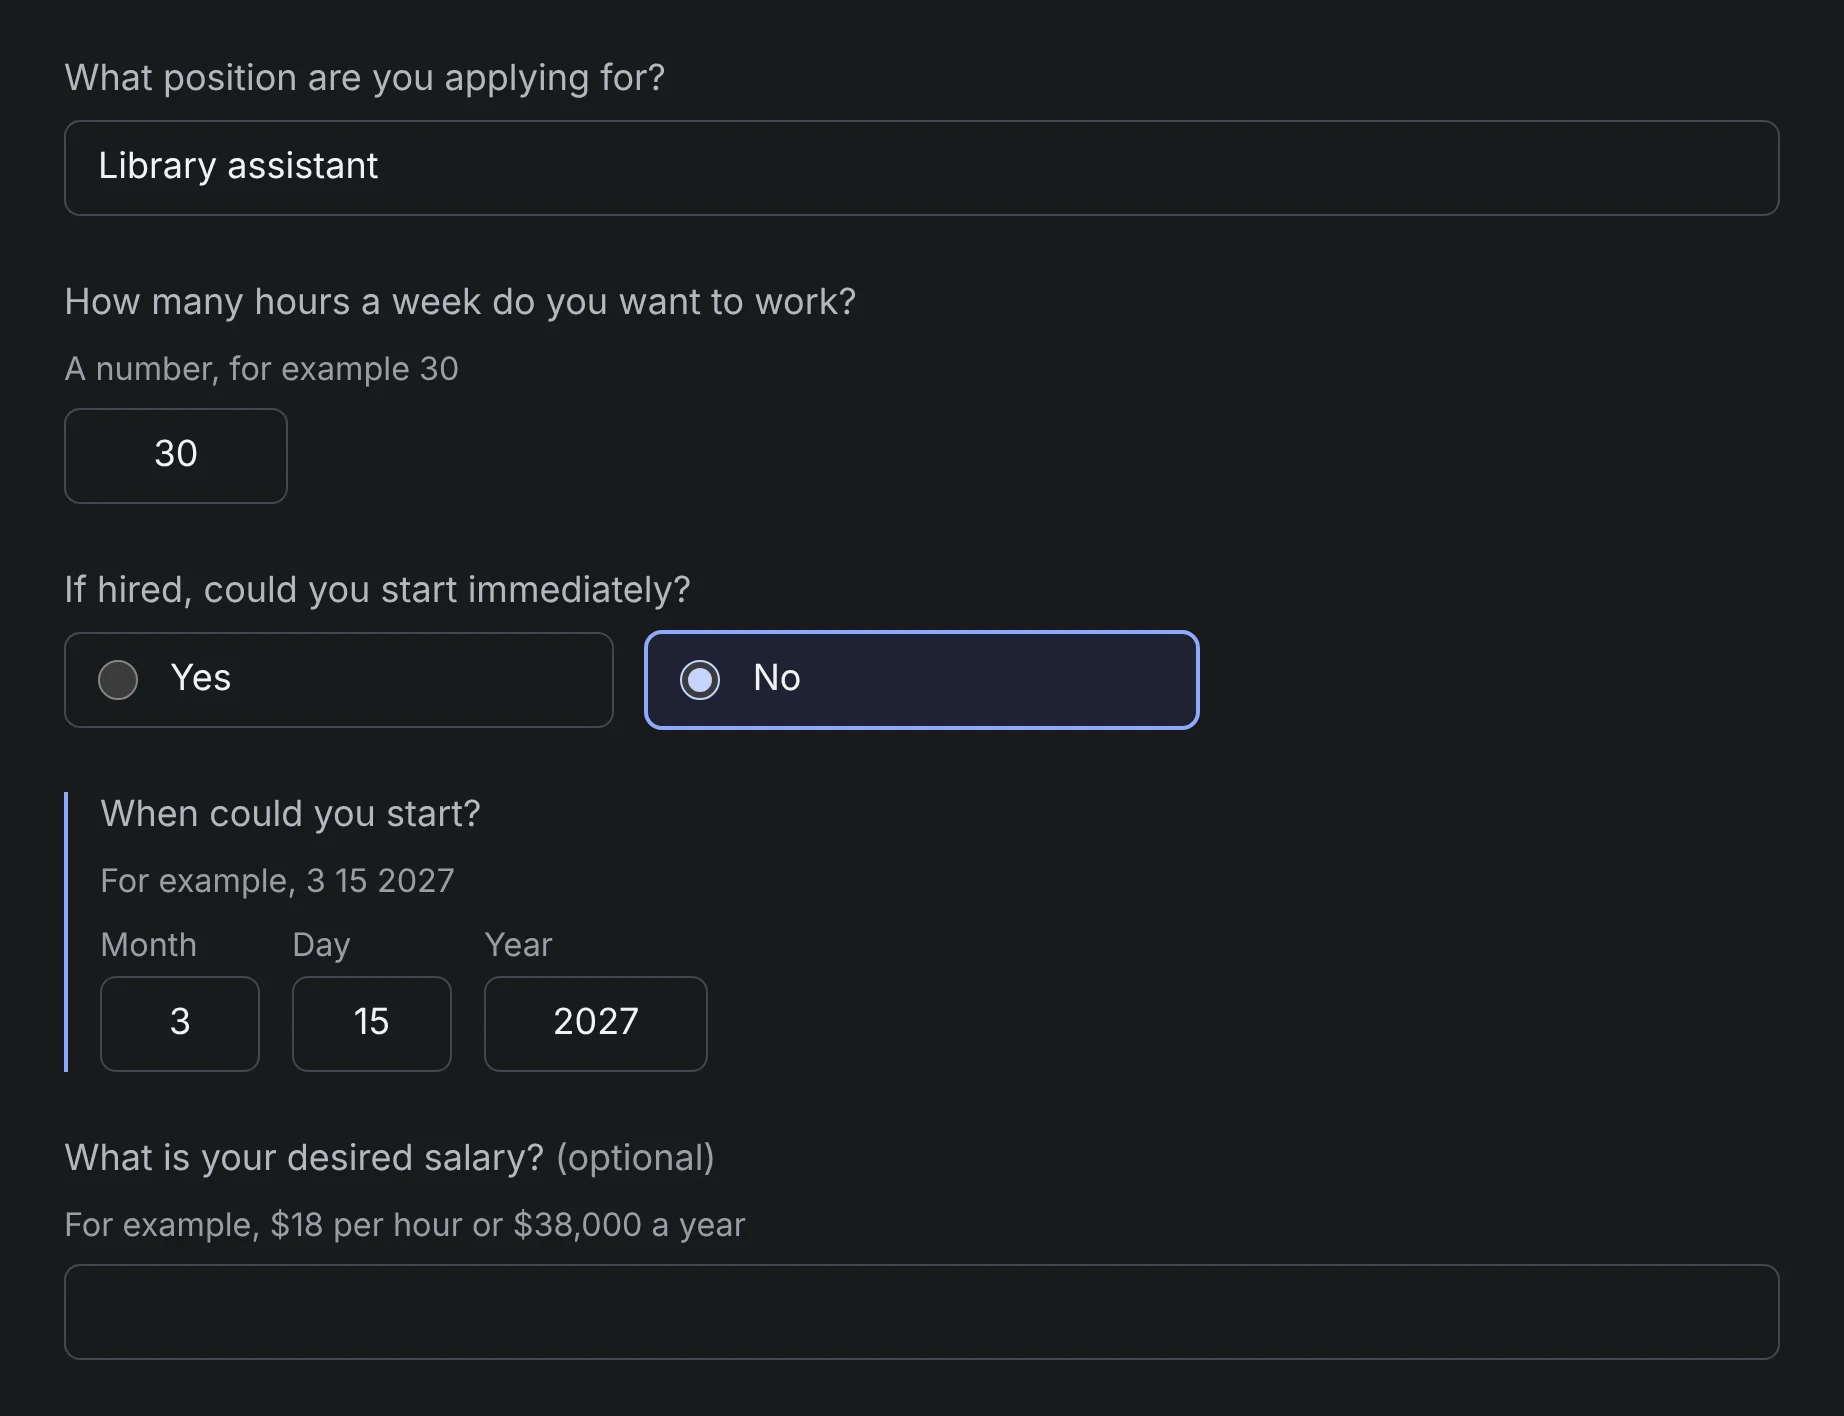 What position are you applying for?
Library assistant
How many hours a week do you want to work?
A number, for example 30
30
If hired, could you start immediately?
Yes
No
When could you start?
For example, 3 15 2027
Month Day Year
3 15 2027
What is your desired salary? (optional)
For example, $18 per hour or $38,000 a year